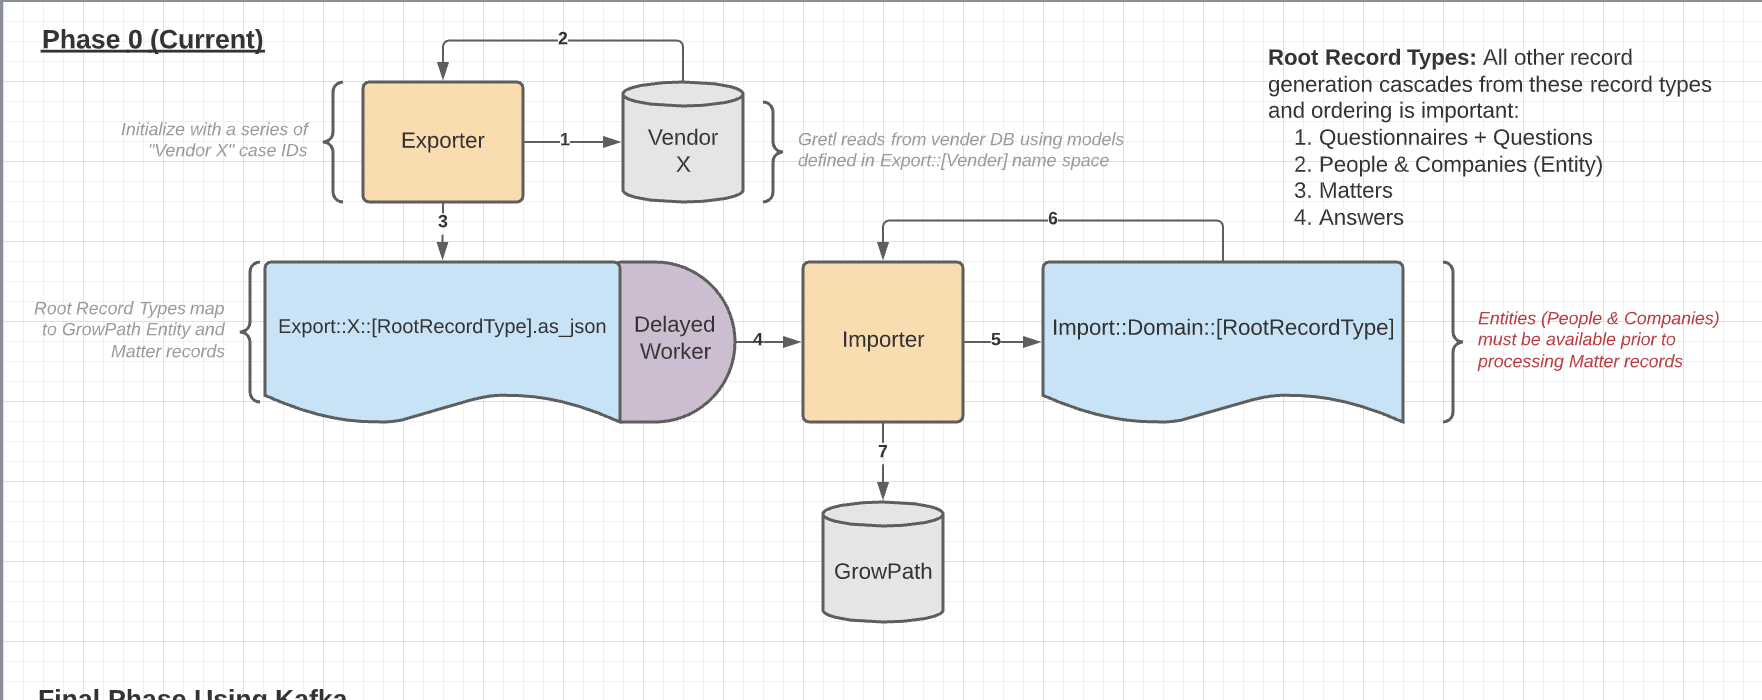 Phase 0 (Current)
2
Root Record Types: All other record
generation cascades from these record types
and ordering is important:
1. Questionnaires + Questions
2. People & Companies (Entity)
3. Matters
4. Answers
Initialize with a series of
"Vendor X" case IDs
Exporter
1
Vendor
X
Gretl reads from vender DB using models
defined in Export::[Vender] name space
3
6
Root Record Types map
to GrowPath Entity and
Matter records
Export::X::[RootRecordType].as_json
Delayed
Worker
4
Importer
5
Import::Domain::[RootRecordType]
Entities (People & Companies)
must be available prior to
processing Matter records
7
GrowPath
Final Phase Using Kafka